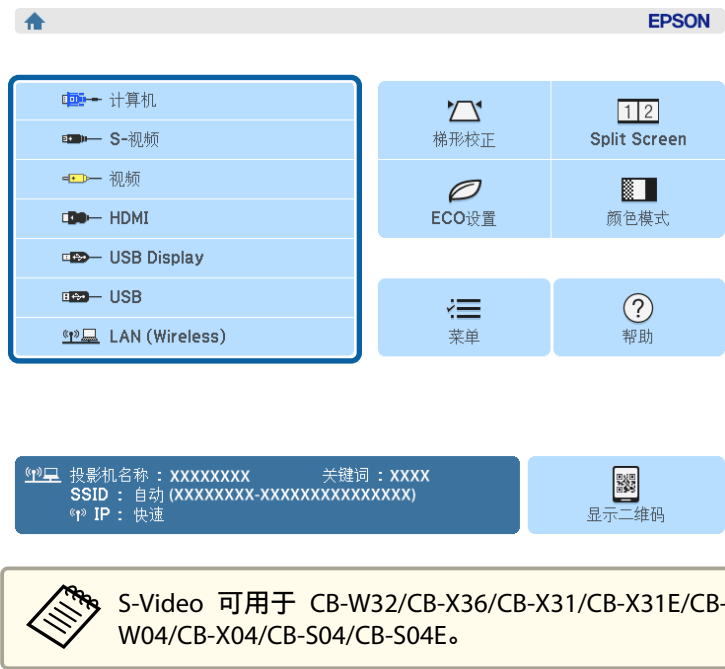 EPSON
计算机
S-视频
视频
HDMI
USB Display
USB
LAN (Wireless)
梯形校正
1 2
Split Screen
ECO设置
颜色模式
菜单
?
帮助
投影机名称：XXXXXXXX 关键词：XXXX
SSID： 自动 (XXXXXXXX-XXXXXXXXXXXXXXX)
IP： 快速
显示二维码
S-Video 可用于 CB-W32/CB-X36/CB-X31/CB-X31E/CB-
W04/CB-X04/CB-S04/CB-S04E。